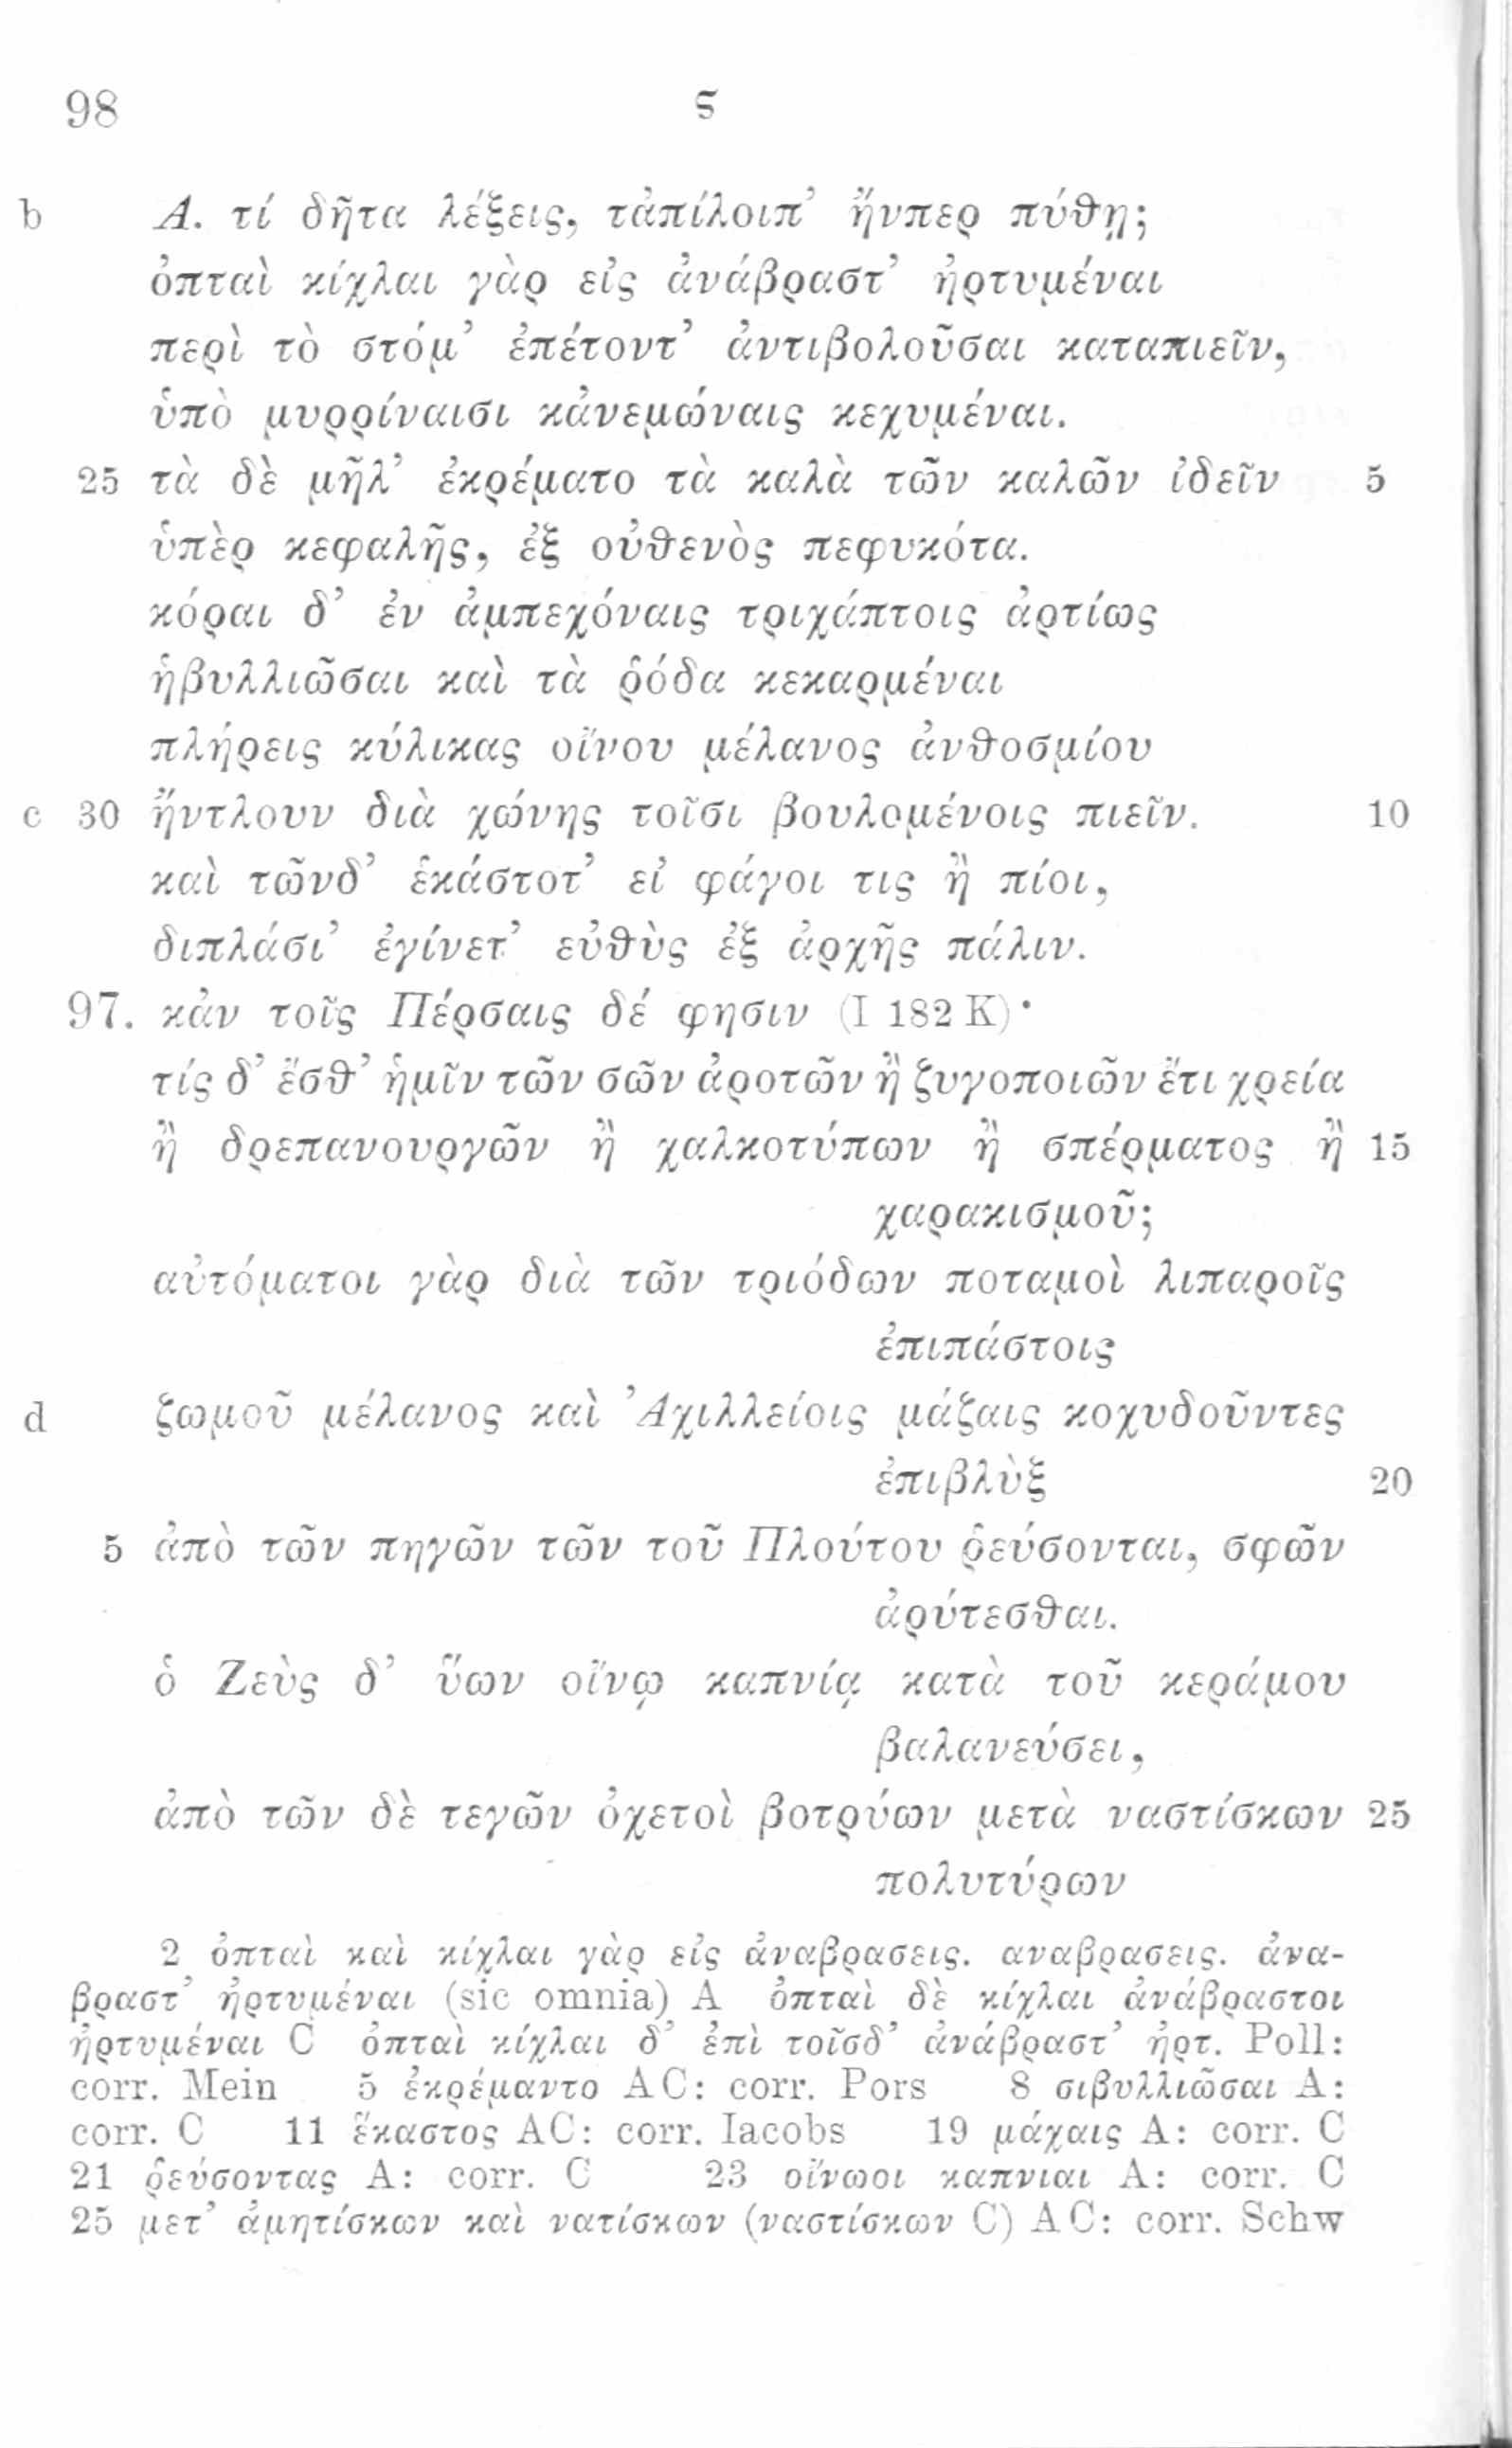 98 ϛ
b Α. τί δῆτα λέξεις, τἀπίλοιπ’ ἤνπερ πύθῃ;
ὀπταὶ κίχλαι γὰρ εἰς ἀνάβραστ’ ἠρτυμέναι
περὶ τὸ στόμ’ ἐπέτοντ’ ἀντιβολοῦσαι καταπιεῖν,
ὑπὸ μυρρίναισι κἀνεμώναις κεχυμέναι.
25 τὰ δὲ μῆλ’ ἐκρέματο τὰ καλὰ τῶν καλῶν ἰδεῖν 5
ὑπὲρ κεφαλῆς, ἐξ οὐθενὸς πεφυκότα.
κόραι δ’ ἐν ἀμπεχόναις τριχάπτοις ἀρτίως
ἡβυλλιῶσαι καὶ τὰ ῥόδα κεκαρμέναι
πλήρεις κύλικας οἴνου μέλανος ἀνθοσμίου
c 30 ἤντλουν διὰ χώνης τοῖσι βουλομένοις πιεῖν. 10
καὶ τῶνδ’ ἑκάστοτ’ εἰ φάγοι τις ἢ πίοι,
διπλάσι’ ἐγίνετ’ εὐθὺς ἐξ ἀρχῆς πάλιν.
97. κἀν τοῖς Πέρσαις δέ φησιν (I 182 K)·
τίς δ’ ἔσθ’ ἡμῖν τῶν σῶν ἀροτῶν ἢ ζυγοποιῶν ἔτι χρεία
ἢ δρεπανουργῶν ἢ χαλκοτύπων ἢ σπέρματος ἢ 15
χαρακισμοῦ;
αὐτόματοι γὰρ διὰ τῶν τριόδων ποταμοὶ λιπαροῖς
ἐπιπάστοις
d ζωμοῦ μέλανος καὶ Ἀχιλλείοις μάζαις κοχυδοῦντες
ἐπιβλὺξ 20
5 ἀπὸ τῶν πηγῶν τῶν τοῦ Πλούτου ῥεύσονται, σφῶν
ἀρύτεσθαι.
ὁ Ζεὺς δ’ ὕων οἴνῳ καπνίᾳ κατὰ τοῦ κεράμου
βαλανεύσει,
ἀπὸ τῶν δὲ τεγῶν ὀχετοὶ βοτρύων μετὰ ναστίσκων 25
πολυτύρων
2 ὀπταὶ καὶ κίχλαι γὰρ εἰς ἀναβρασεις. αναβρασεις. ἀνα-
βραστ’ ἠρτυμέναι (sic omnia) A ὀπταὶ δὲ κίχλαι ἀνάβραστοι
ἠρτυμέναι C ὀπταὶ κίχλαι δ’ ἐπὶ τοῖσδ’ ἀνάβραστ’ ἠρτ. Poll:
corr. Mein 5 ἐκρέμαντο AC: corr. Pors 8 σιβυλλιῶσαι A:
corr. C 11 ἕκαστος AC: corr. Iacobs 19 μάχαις A: corr. C
21 ῥεύσοντας A: corr. C 23 οἴνωοι καπνιαι A: corr. C
25 μετ’ ἀμητίσκων καὶ νατίσκων (ναστίσκων C) AC: corr. Schw